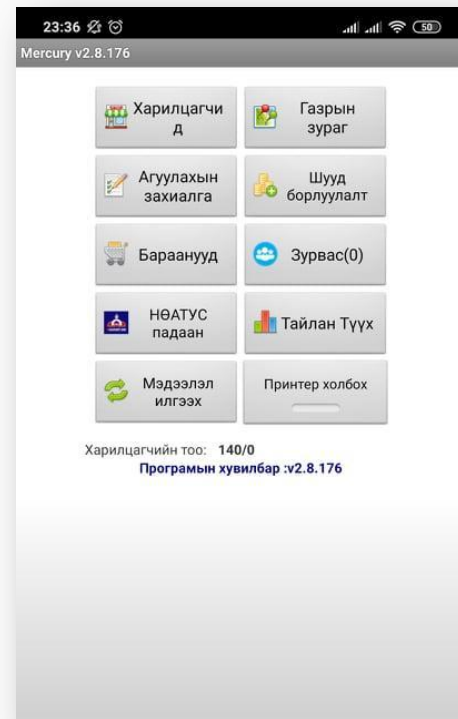 23:36
50
Mercury v2.8.176
Харилцагчи
д
Газрын
зураг
Агуулахын
захиалга
Шууд
борлуулалт
Бараанууд
Зурвас(0)
НӨАТУС
падаан
Тайлан Түүх
Мэдээлэл
илгээх
Принтер холбох
Харилцагчийн тоо: 140/0
Програмын хувилбар :v2.8.176